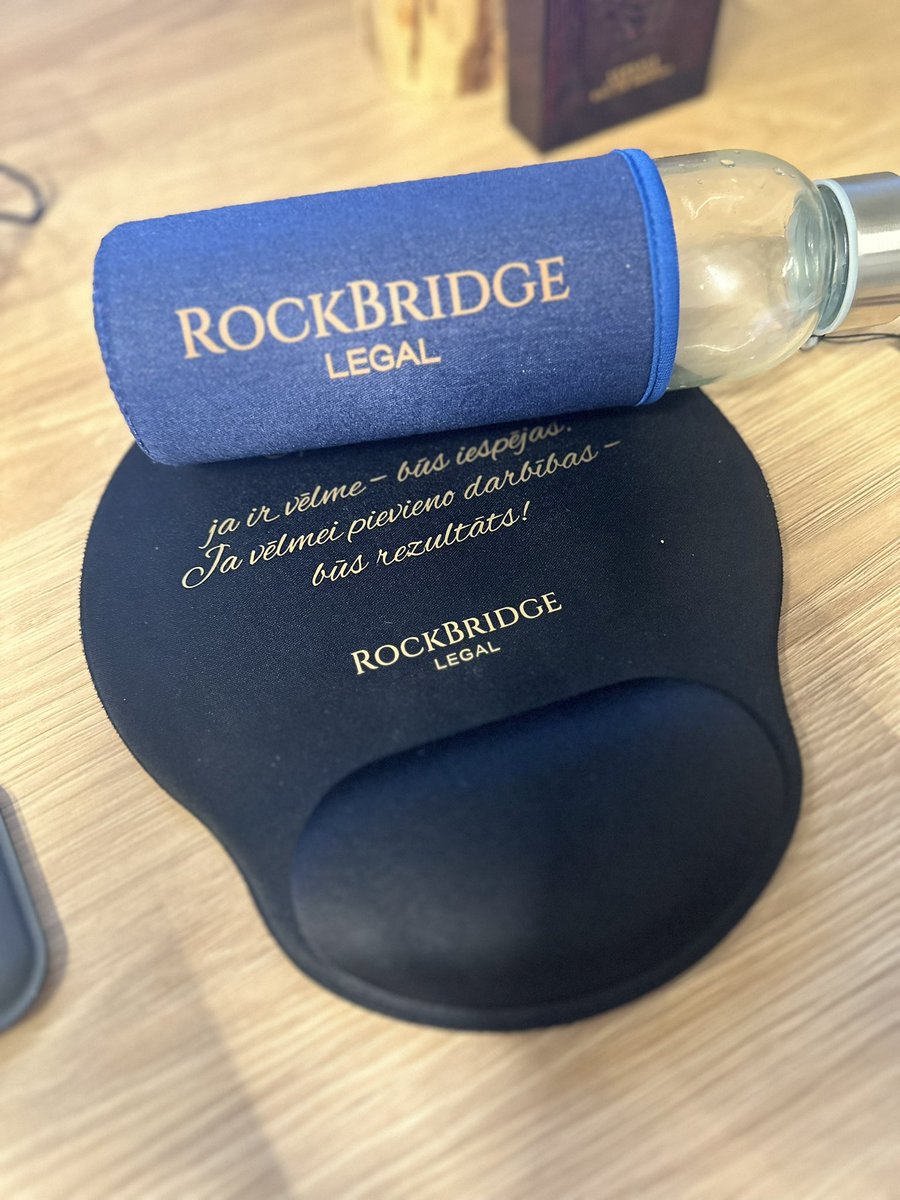 ROCKBRIDGE
LEGAL
ja ir vēlme – būs iespējas.
Ja vēlmei pievieno darbības –
būs rezultāts!
ROCKBRIDGE
LEGAL